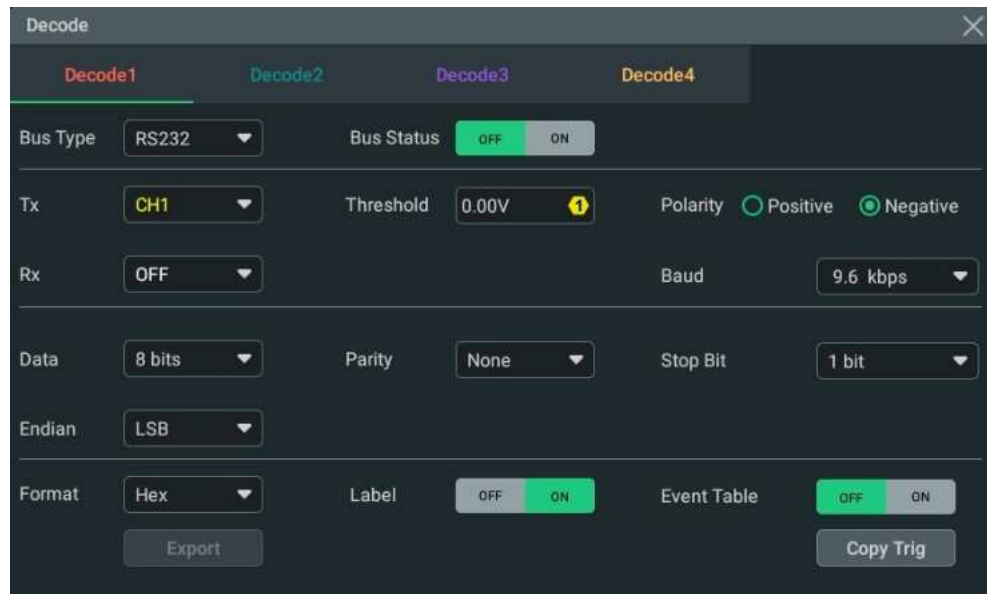 Decode
Decode1 Decode2 Decode3 Decode4
Bus Type RS232 Bus Status OFF ON
Tx CH1 Threshold 0.00V 1 Polarity Positive Negative
Rx OFF Baud 9.6 kbps
Data 8 bits Parity None Stop Bit 1 bit
Endian LSB
Format Hex Label OFF ON Event Table OFF ON
Export Copy Trig